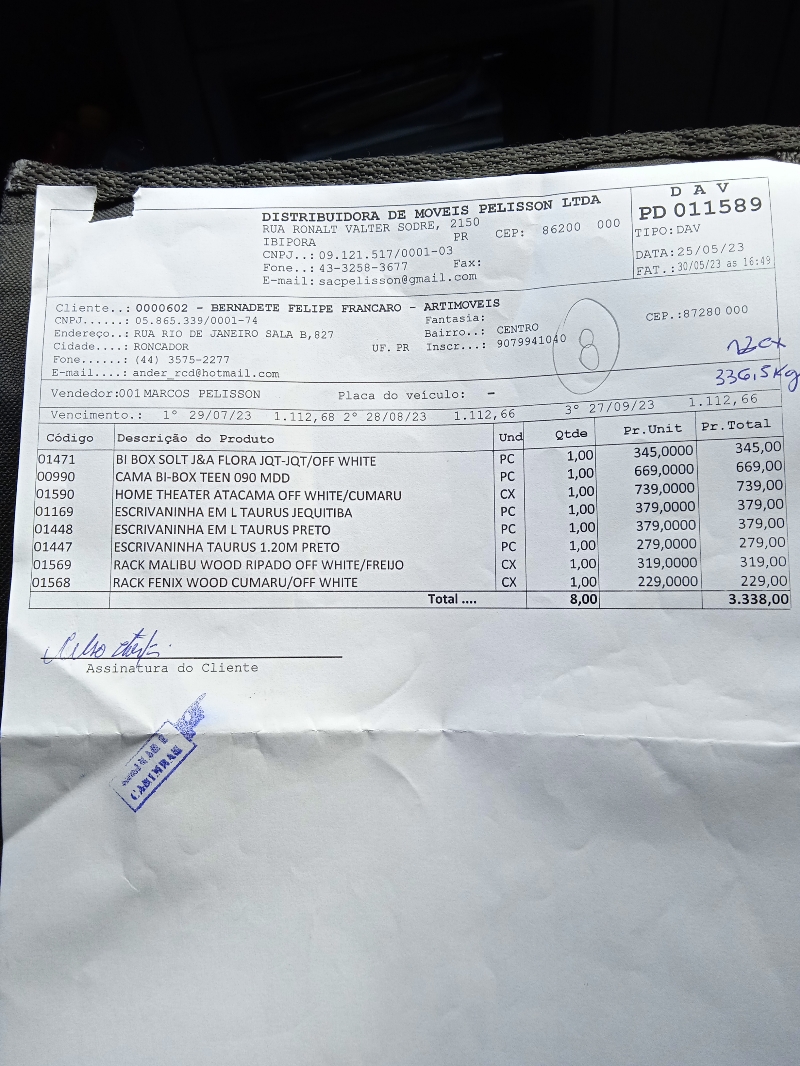 DISTRIBUIDORA DE MOVEIS PELISSON LTDA
RUA RONALT VALTER SODRE, 2150
IBIPORA PR CEP: 86200 000
CNPJ..: 09.121.517/0001-03
Fone..: 43-3258-3677 Fax:
E-mail: sacpelisson@gmail.com
D A V
PD 011589
TIPO: DAV
DATA: 25/05/23
FAT.: 30/05/23 as 16:49
Cliente..: 0000602 - BERNADETE FELIPE FRANCARO - ARTIMOVEIS
CNPJ......: 05.865.339/0001-74 Fantasia:
Endereço..: RUA RIO DE JANEIRO SALA B,827 Bairro..: CENTRO CEP.:87280 000
Cidade....: RONCADOR UF. PR Inscr...: 9079941040
Fone......: (44) 3575-2277
E-mail....: ander_rcd@hotmail.com
8
336,5Kg
Vendedor:001 MARCOS PELISSON Placa do veículo: -
Vencimento.: 1° 29/07/23 1.112,68 2° 28/08/23 1.112,66 3° 27/09/23 1.112,66
Código Descrição do Produto Und Qtde Pr.Unit Pr.Total
01471 BI BOX SOLT J&A FLORA JQT-JQT/OFF WHITE PC 1,00 345,0000 345,00
00990 CAMA BI-BOX TEEN 090 MDD PC 1,00 669,0000 669,00
01590 HOME THEATER ATACAMA OFF WHITE/CUMARU CX 1,00 739,0000 739,00
01169 ESCRIVANINHA EM L TAURUS JEQUITIBA PC 1,00 379,0000 379,00
01448 ESCRIVANINHA EM L TAURUS PRETO PC 1,00 379,0000 379,00
01447 ESCRIVANINHA TAURUS 1.20M PRETO PC 1,00 279,0000 279,00
01569 RACK MALIBU WOOD RIPADO OFF WHITE/FREIJO CX 1,00 319,0000 319,00
01568 RACK FENIX WOOD CUMARU/OFF WHITE CX 1,00 229,0000 229,00
Total .... 8,00 3.338,00
Assinatura do Cliente